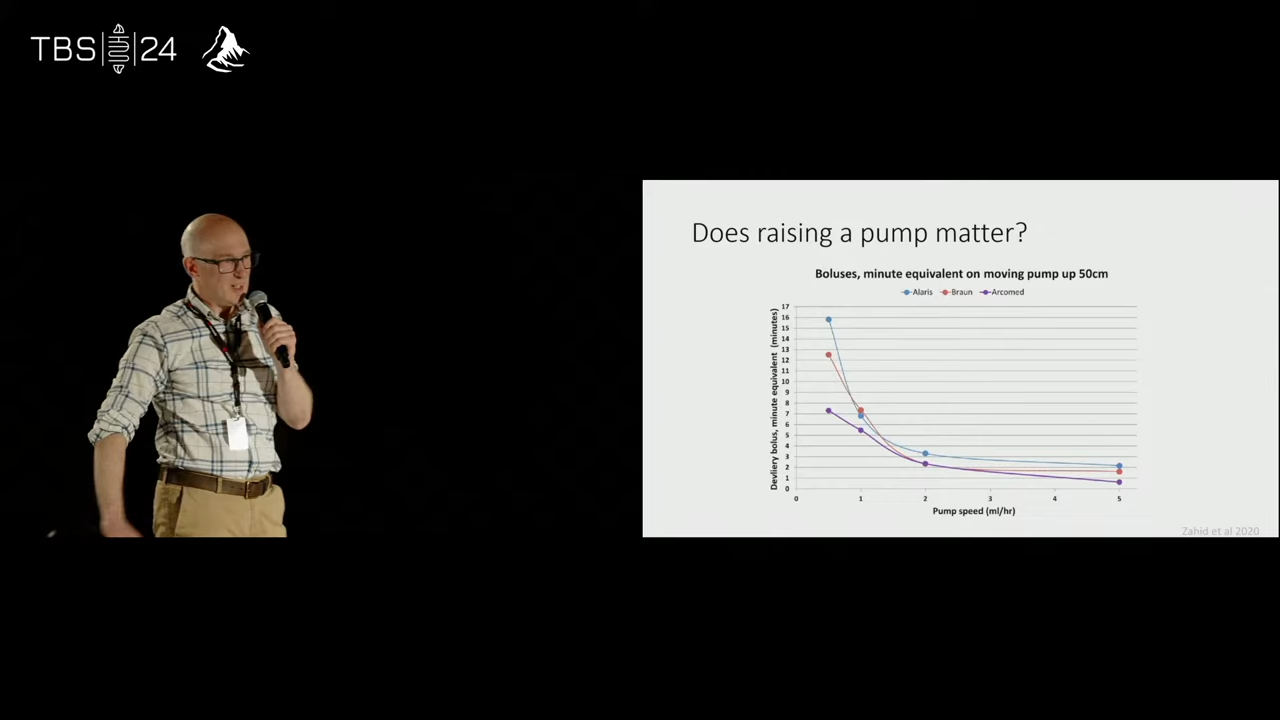 TBS 24
Does raising a pump matter?
Boluses, minute equivalent on moving pump up 50cm
Alaris Braun Arcomed
Devliery bolus, minute equivalent (minutes)
17
16
15
14
13
12
11
10
9
8
7
6
5
4
3
2
1
0
0 1 2 3 4 5
Pump speed (ml/hr)
Zahid et al 2020